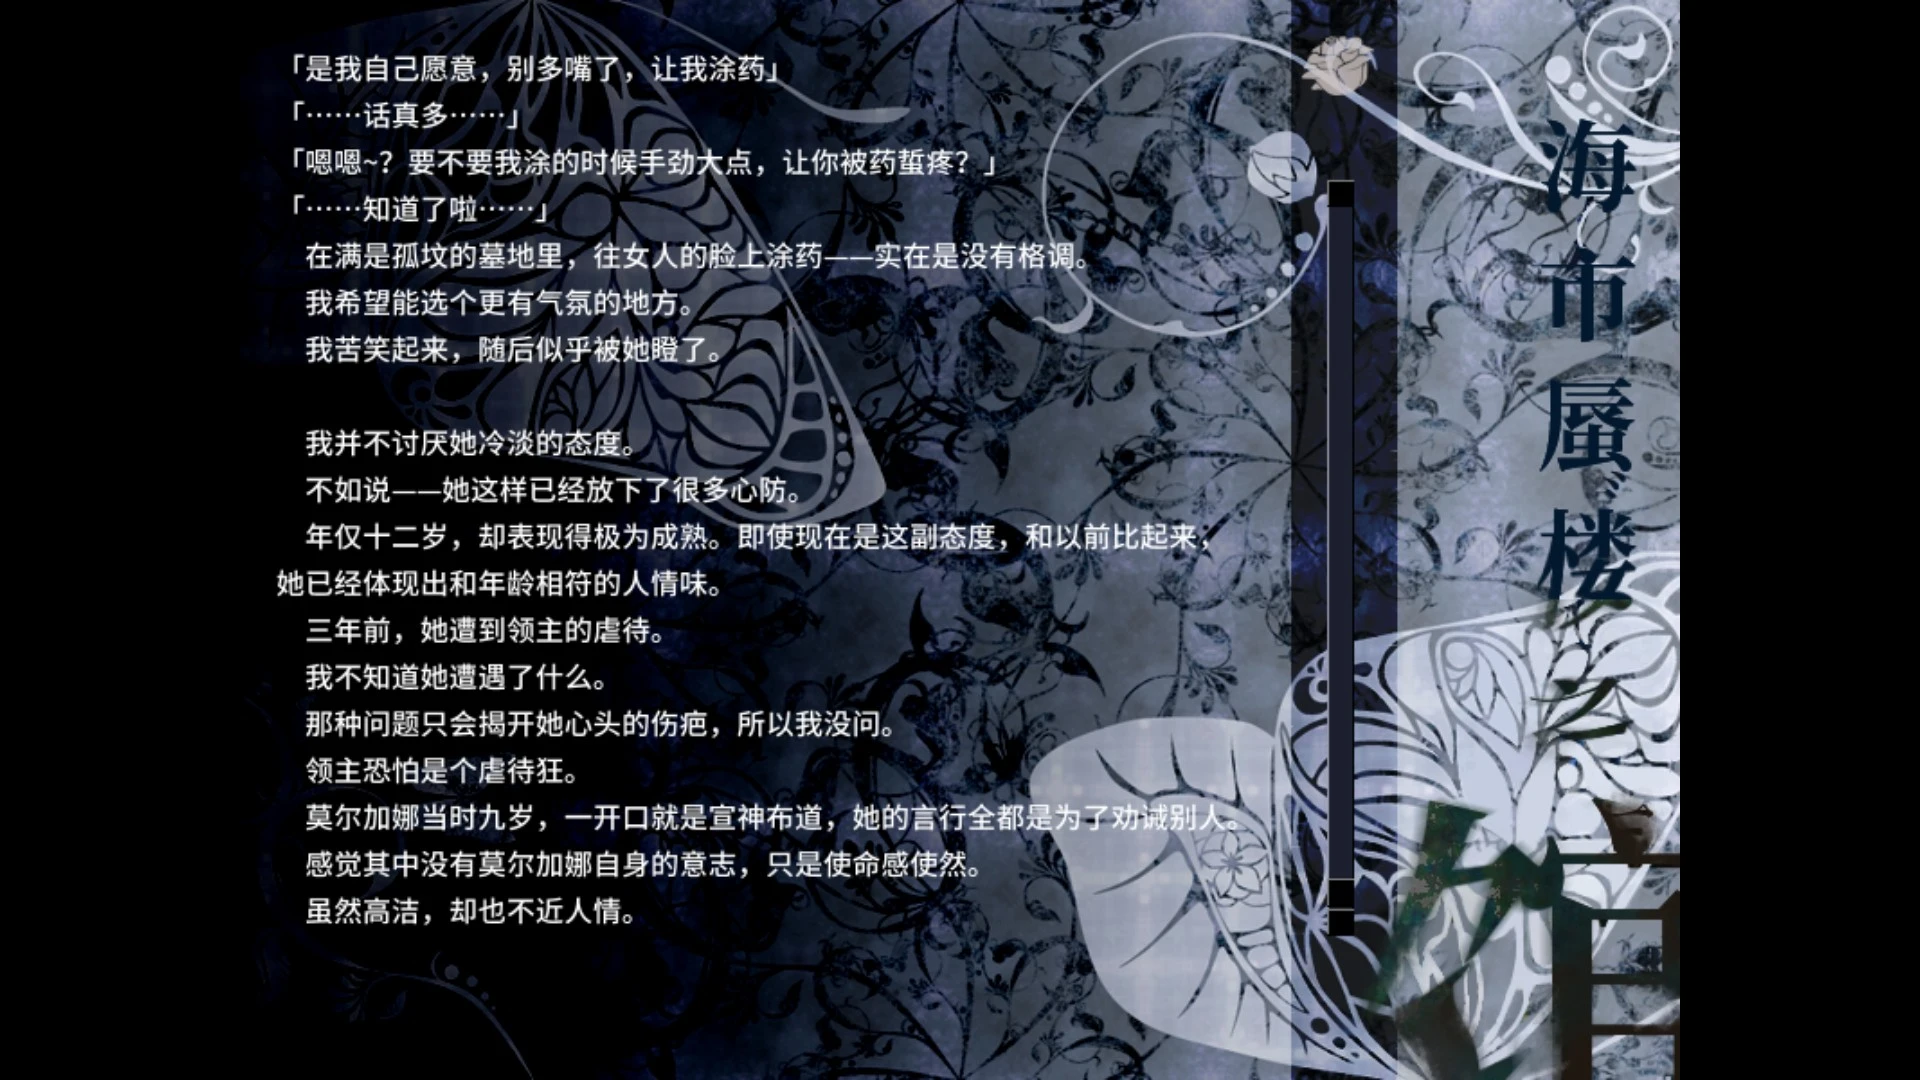 「是我自己愿意，别多嘴了，让我涂药」
「……话真多……」
「嗯嗯~？要不要我涂的时候手劲大点，让你被药蜇疼？」
「……知道了啦……」
在满是孤坟的墓地里，往女人的脸上涂药——实在是没有格调。
我希望能选个更有气氛的地方。
我苦笑起来，随后似乎被她瞪了。
我并不讨厌她冷淡的态度。
不如说——她这样已经放下了很多心防。
年仅十二岁，却表现得极为成熟。即使现在是这副态度，和以前比起来，
她已经体现出和年龄相符的人情味。
三年前，她遭到领主的虐待。
我不知道她遭遇了什么。
那种问题只会揭开她心头的伤疤，所以我没问。
领主恐怕是个虐待狂。
莫尔加娜当时九岁，一开口就是宣神布道，她的言行全都是为了劝诫别人。
感觉其中没有莫尔加娜自身的意志，只是使命感使然。
虽然高洁，却也不近人情。
海市蜃楼之馆